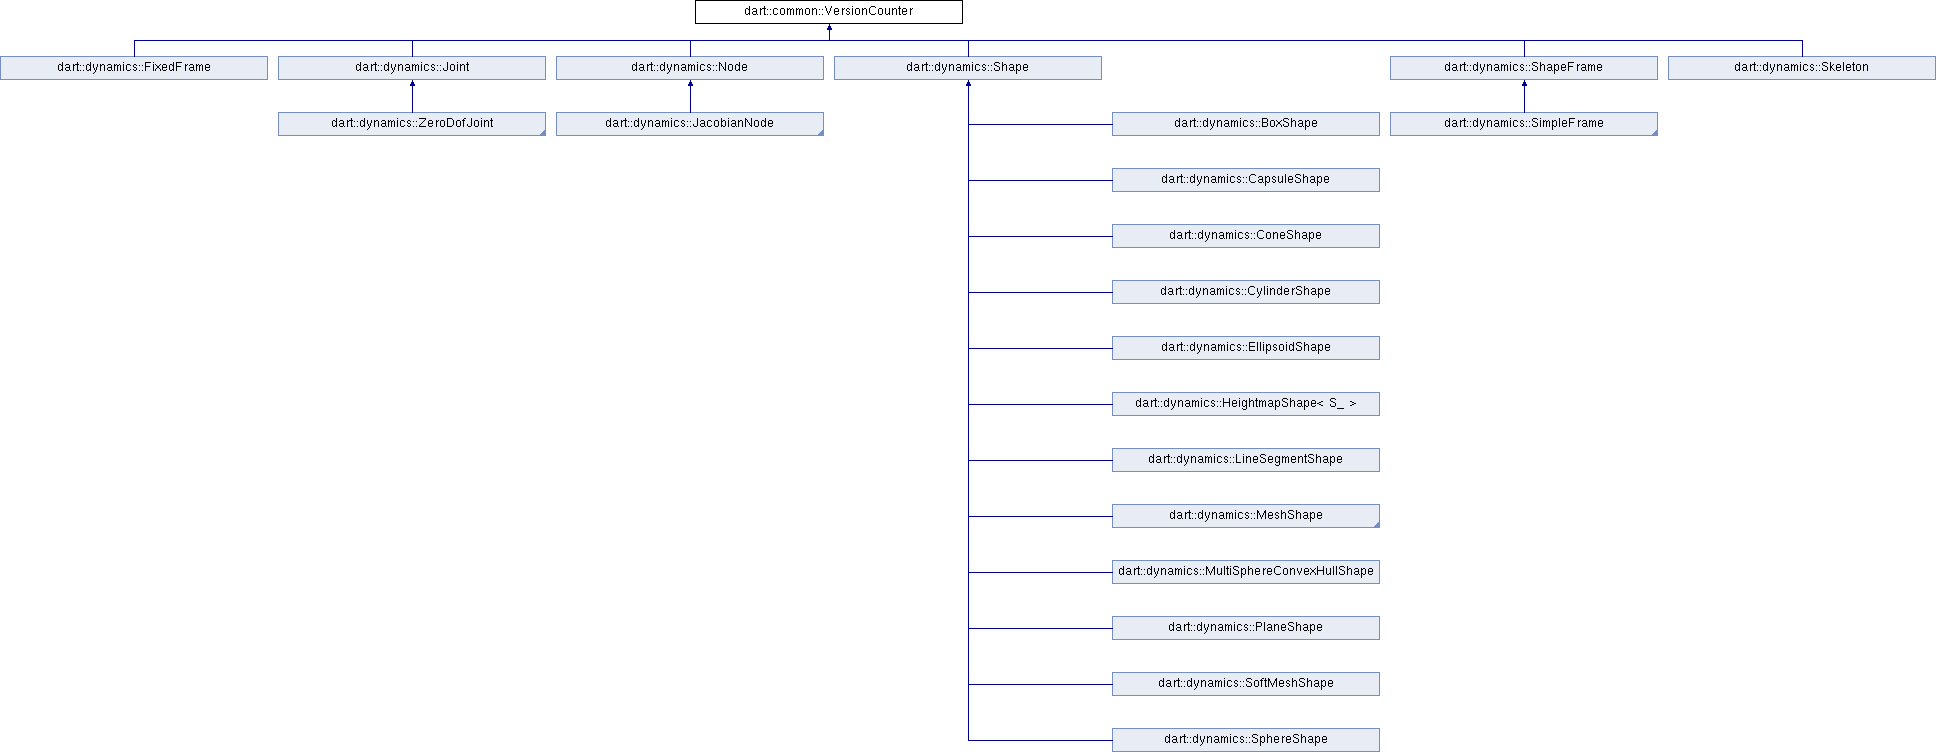 dart::common::VersionCounter
dart::dynamics::FixedFrame
dart::dynamics::Joint
dart::dynamics::Node
dart::dynamics::Shape
dart::dynamics::ShapeFrame
dart::dynamics::Skeleton
dart::dynamics::ZeroDofJoint
dart::dynamics::JacobianNode
dart::dynamics::BoxShape
dart::dynamics::SimpleFrame
dart::dynamics::CapsuleShape
dart::dynamics::ConeShape
dart::dynamics::CylinderShape
dart::dynamics::EllipsoidShape
dart::dynamics::HeightmapShape< S_ >
dart::dynamics::LineSegmentShape
dart::dynamics::MeshShape
dart::dynamics::MultiSphereConvexHullShape
dart::dynamics::PlaneShape
dart::dynamics::SoftMeshShape
dart::dynamics::SphereShape